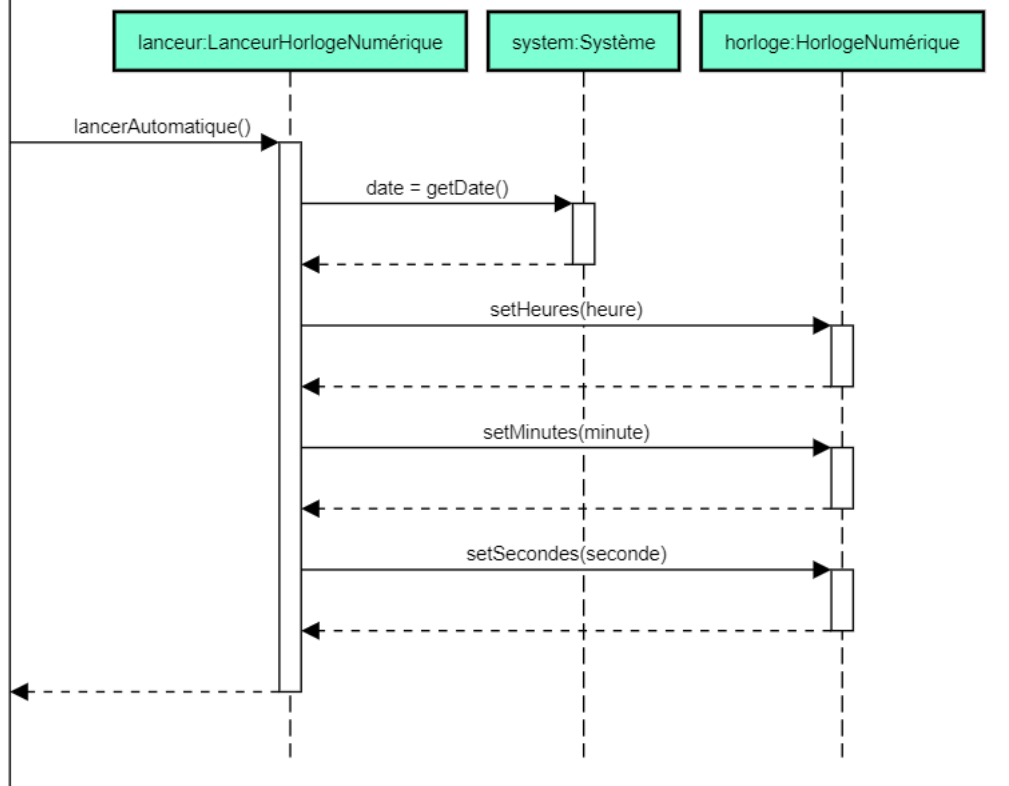 lanceur:LanceurHorlogeNumérique
system:Système
horloge:HorlogeNumérique
lancerAutomatique()
date = getDate()
setHeures(heure)
setMinutes(minute)
setSecondes(seconde)